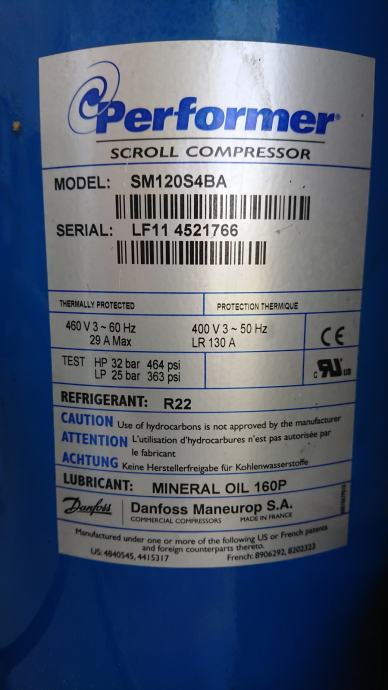 Performer
SCROLL COMPRESSOR
MODEL: SM120S4BA
SERIAL: LF11 4521766
THERMALLY PROTECTED PROTECTION THERMIQUE
460 V 3 ~ 60 Hz 400 V 3 ~ 50 Hz
29 A Max LR 130 A
CE
TEST HP 32 bar 464 psi
LP 25 bar 363 psi
c UR us
REFRIGERANT: R22
CAUTION Use of hydrocarbons is not approved by the manufacturer
ATTENTION L'utilisation d'hydrocarbures n'est pas autorisée par
le fabricant
ACHTUNG Keine Herstellerfreigabe für Kohlenwasserstoffe
LUBRICANT: MINERAL OIL 160P
Danfoss Danfoss Maneurop S.A.
COMMERCIAL COMPRESSORS MADE IN FRANCE
Manufactured under one or more of the following US or French patents
and foreign counterparts thereto.
US: 4840545, 4415317 French: 8906292, 8202323